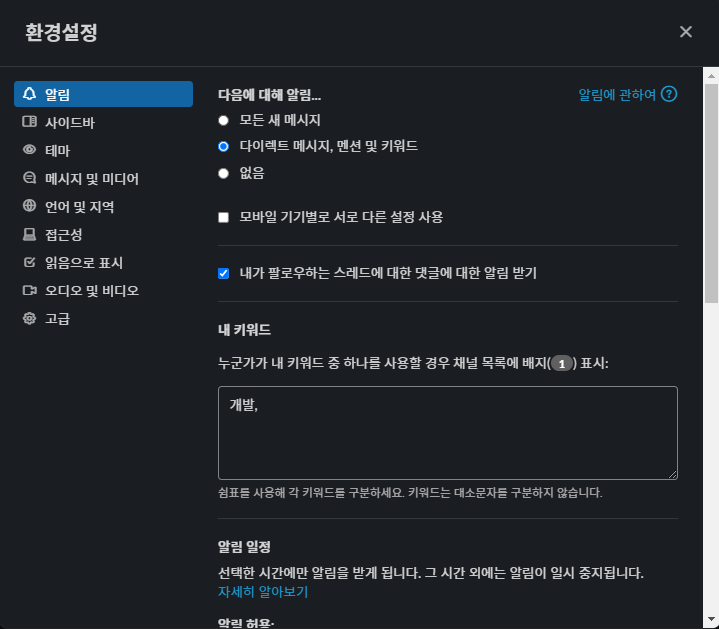 환경설정
알림
사이드바
테마
메시지 및 미디어
언어 및 지역
접근성
읽음으로 표시
오디오 및 비디오
고급
다음에 대해 알림...
알림에 관하여 ?
모든 새 메시지
다이렉트 메시지, 멘션 및 키워드
없음
모바일 기기별로 서로 다른 설정 사용
내가 팔로우하는 스레드에 대한 댓글에 대한 알림 받기
내 키워드
누군가가 내 키워드 중 하나를 사용할 경우 채널 목록에 배지(1) 표시:
개발,
쉼표를 사용해 각 키워드를 구분하세요. 키워드는 대소문자를 구분하지 않습니다.
알림 일정
선택한 시간에만 알림을 받게 됩니다. 그 시간 외에는 알림이 일시 중지됩니다.
자세히 알아보기
알림 허용: